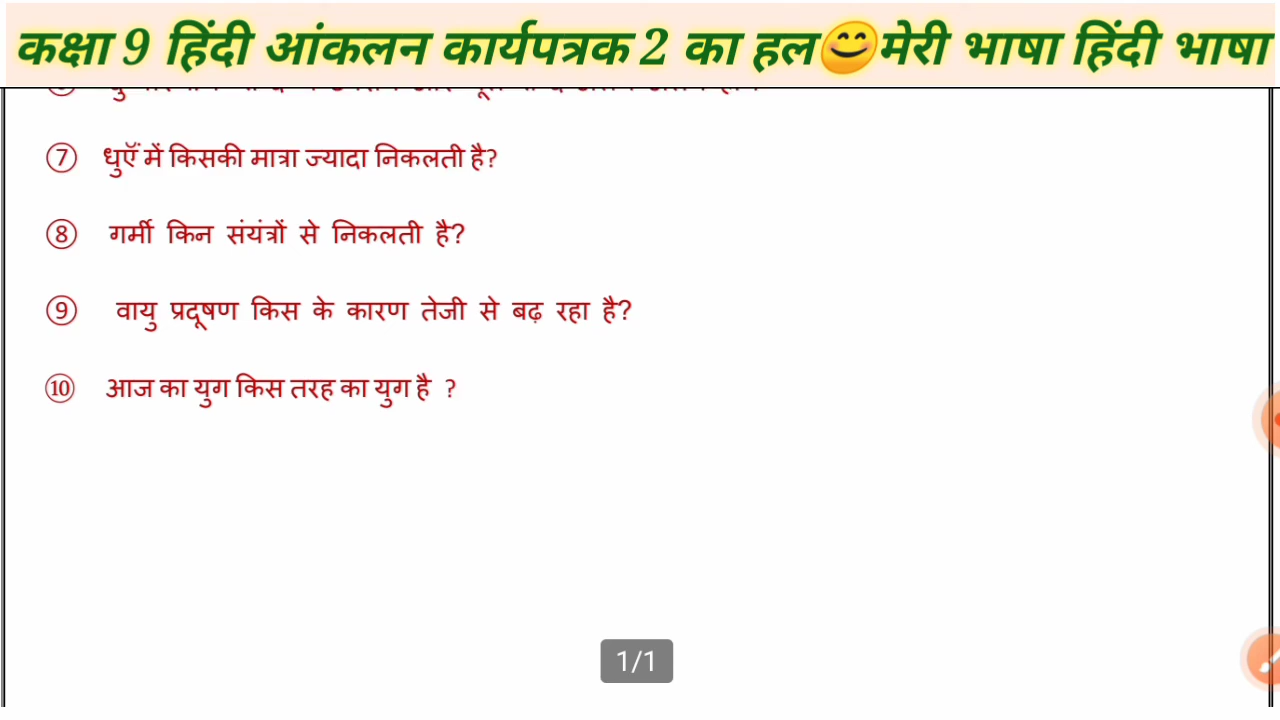 कक्षा 9 हिंदी आंकलन कार्यपत्रक 2 का हल😊मेरी भाषा हिंदी भाषा
⑦ धुएँ में किसकी मात्रा ज्यादा निकलती है?
⑧ गर्मी किन संयंत्रों से निकलती है?
⑨ वायु प्रदूषण किस के कारण तेजी से बढ़ रहा है?
⑩ आज का युग किस तरह का युग है ?
1/1